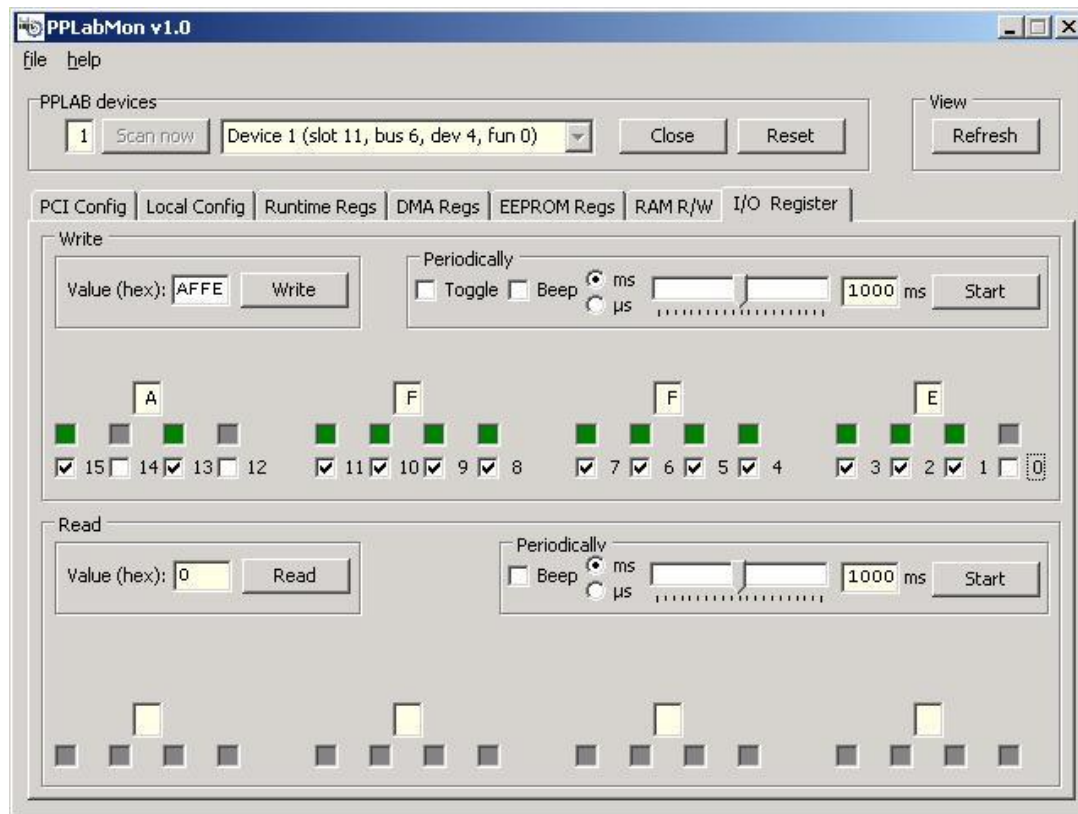 PPLabMon v1.0
file help
PPLAB devices
1 Scan now Device 1 (slot 11, bus 6, dev 4, fun 0) Close Reset
View
Refresh
PCI Config Local Config Runtime Regs DMA Regs EEPROM Regs RAM R/W I/O Register
Write
Value (hex): AFFE Write
Periodically
Toggle Beep ms µs 1000 ms Start
A F F E
15 14 13 12 11 10 9 8 7 6 5 4 3 2 1 0
Read
Value (hex): 0 Read
Periodically
Beep ms µs 1000 ms Start